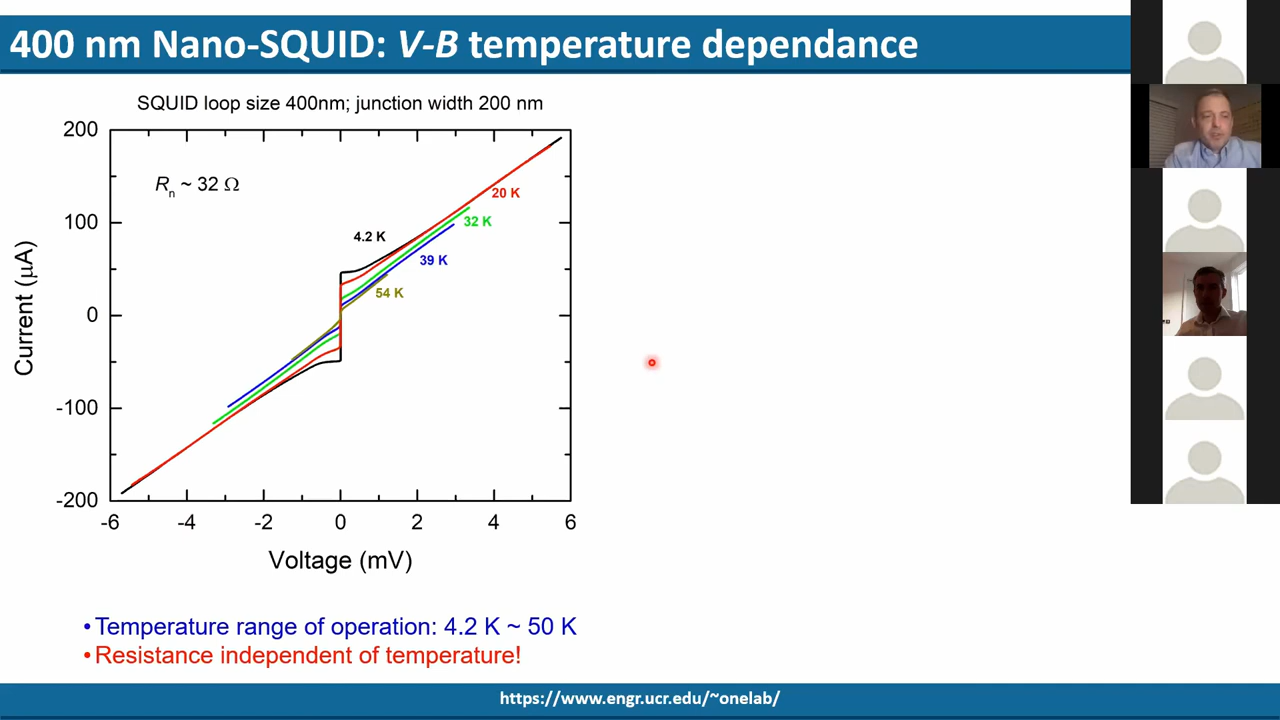 400 nm Nano-SQUID: V-B temperature dependance
SQUID loop size 400nm; junction width 200 nm
200
100
0
-100
-200
Current (μA)
Rn ~ 32 Ω
4.2 K
20 K
32 K
39 K
54 K
-6 -4 -2 0 2 4 6
Voltage (mV)
•Temperature range of operation: 4.2 K ~ 50 K
•Resistance independent of temperature!
https://www.engr.ucr.edu/~onelab/